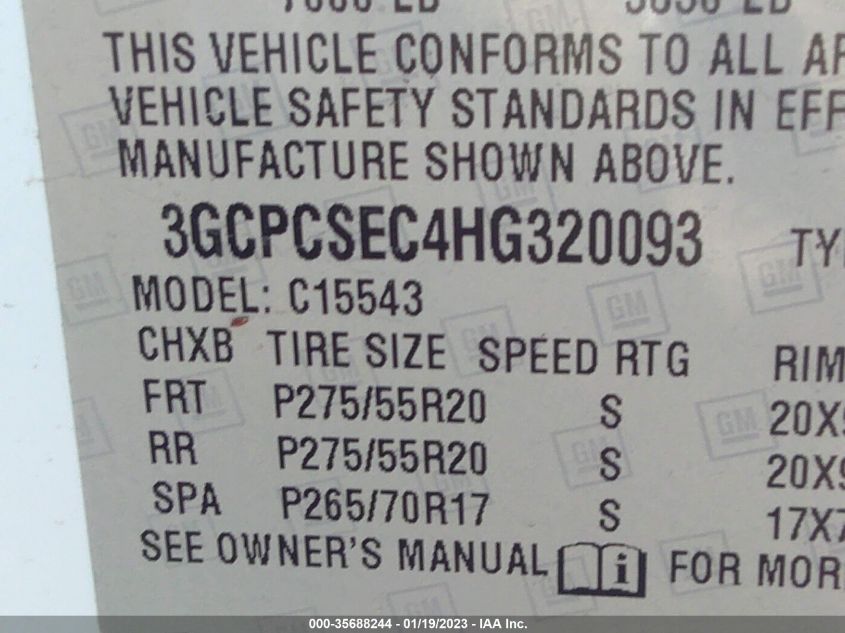 THIS VEHICLE CONFORMS TO ALL
VEHICLE SAFETY STANDARDS IN
MANUFACTURE SHOWN ABOVE.
3GCPCSEC4HG320093
MODEL: C15543
CHXB TIRE SIZE SPEED RTG RIM
FRT P275/55R20 S
RR P275/55R20 S
SPA P265/70R17 S
SEE OWNER'S MANUAL i FOR
000-35688244 - 01/19/2023 - IAA Inc.